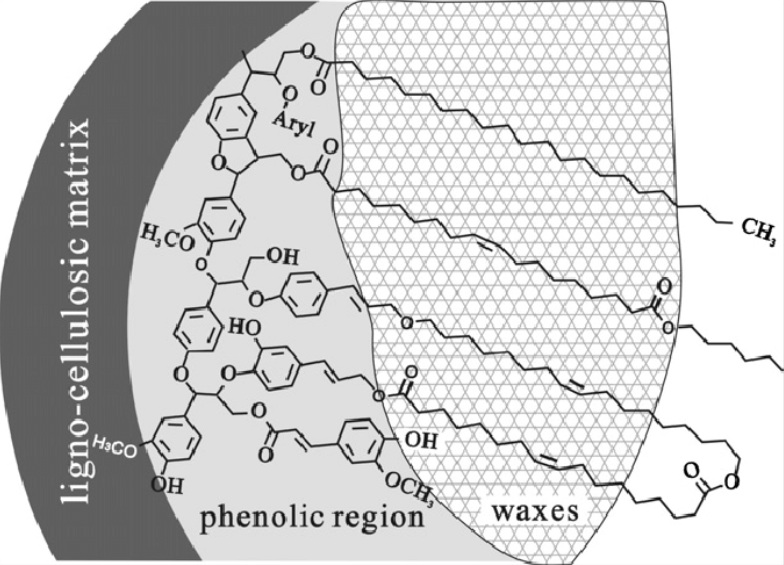 ligno-cellulosic matrix
O
O
O
Aryl
O
O
O
CH₃
H₃CO
O
OH
O
O
O
O
HO
O
O
O
O
O
O
O
H₃CO
OH
OH
OCH₃
O
O
phenolic region
waxes